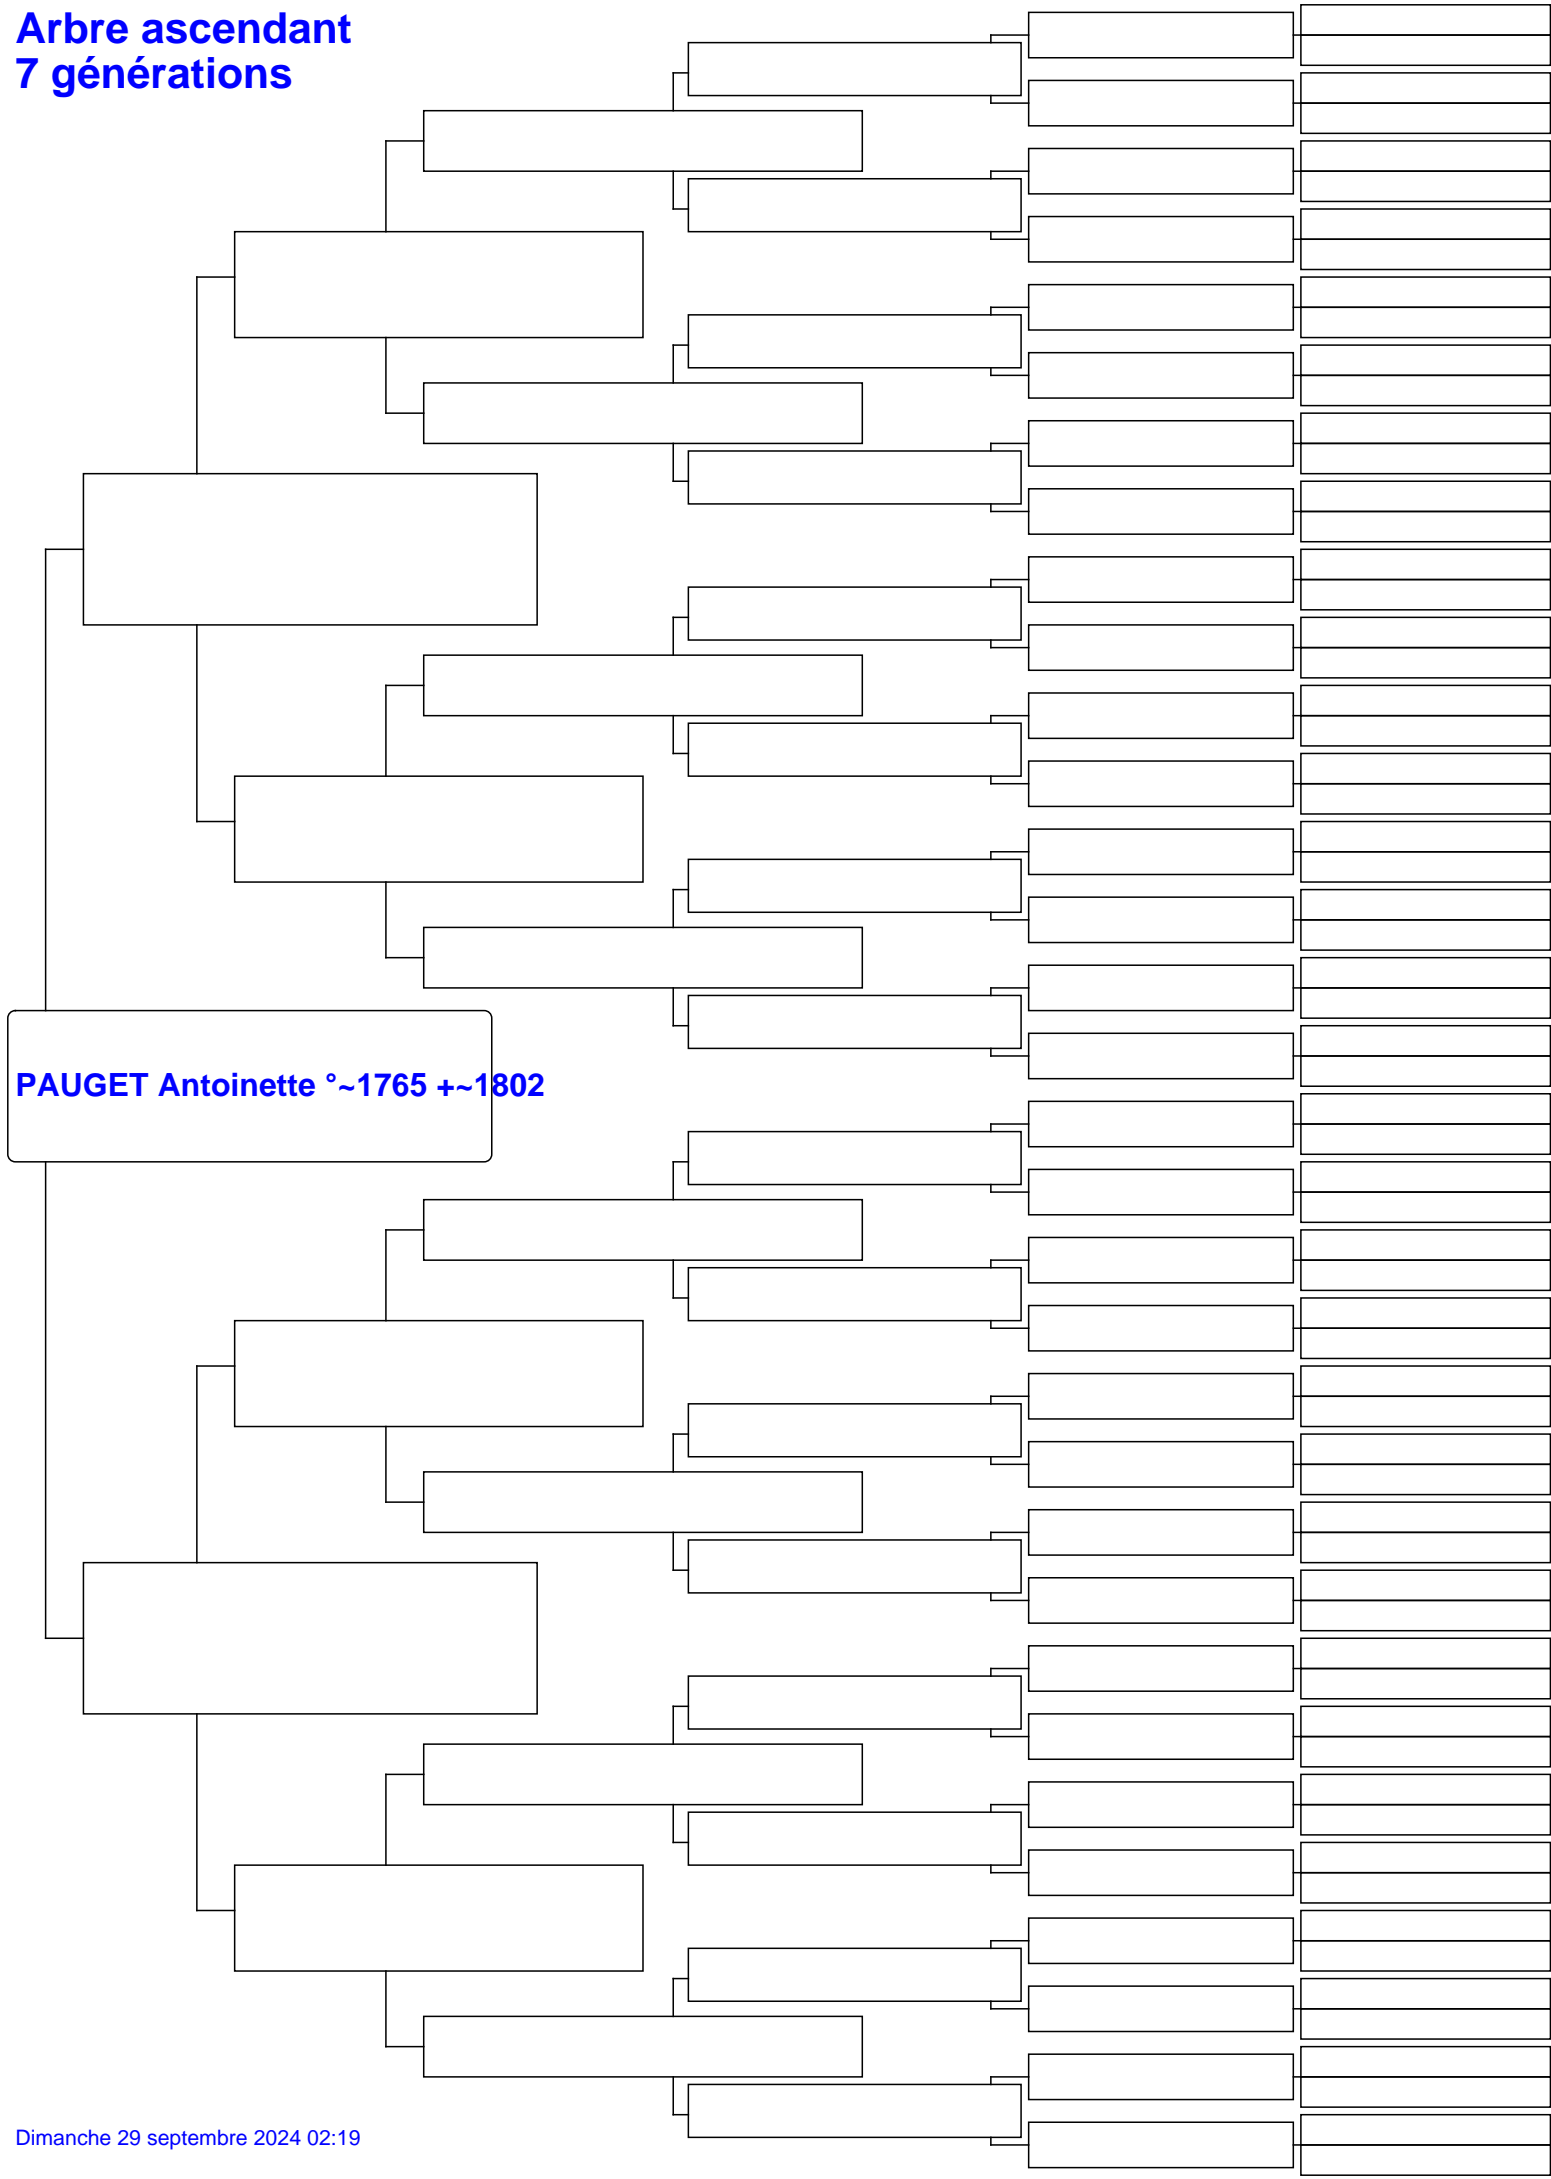 Arbre ascendant
7 générations
PAUGET Antoinette °~1765 +~1802
Dimanche 29 septembre 2024 02:19